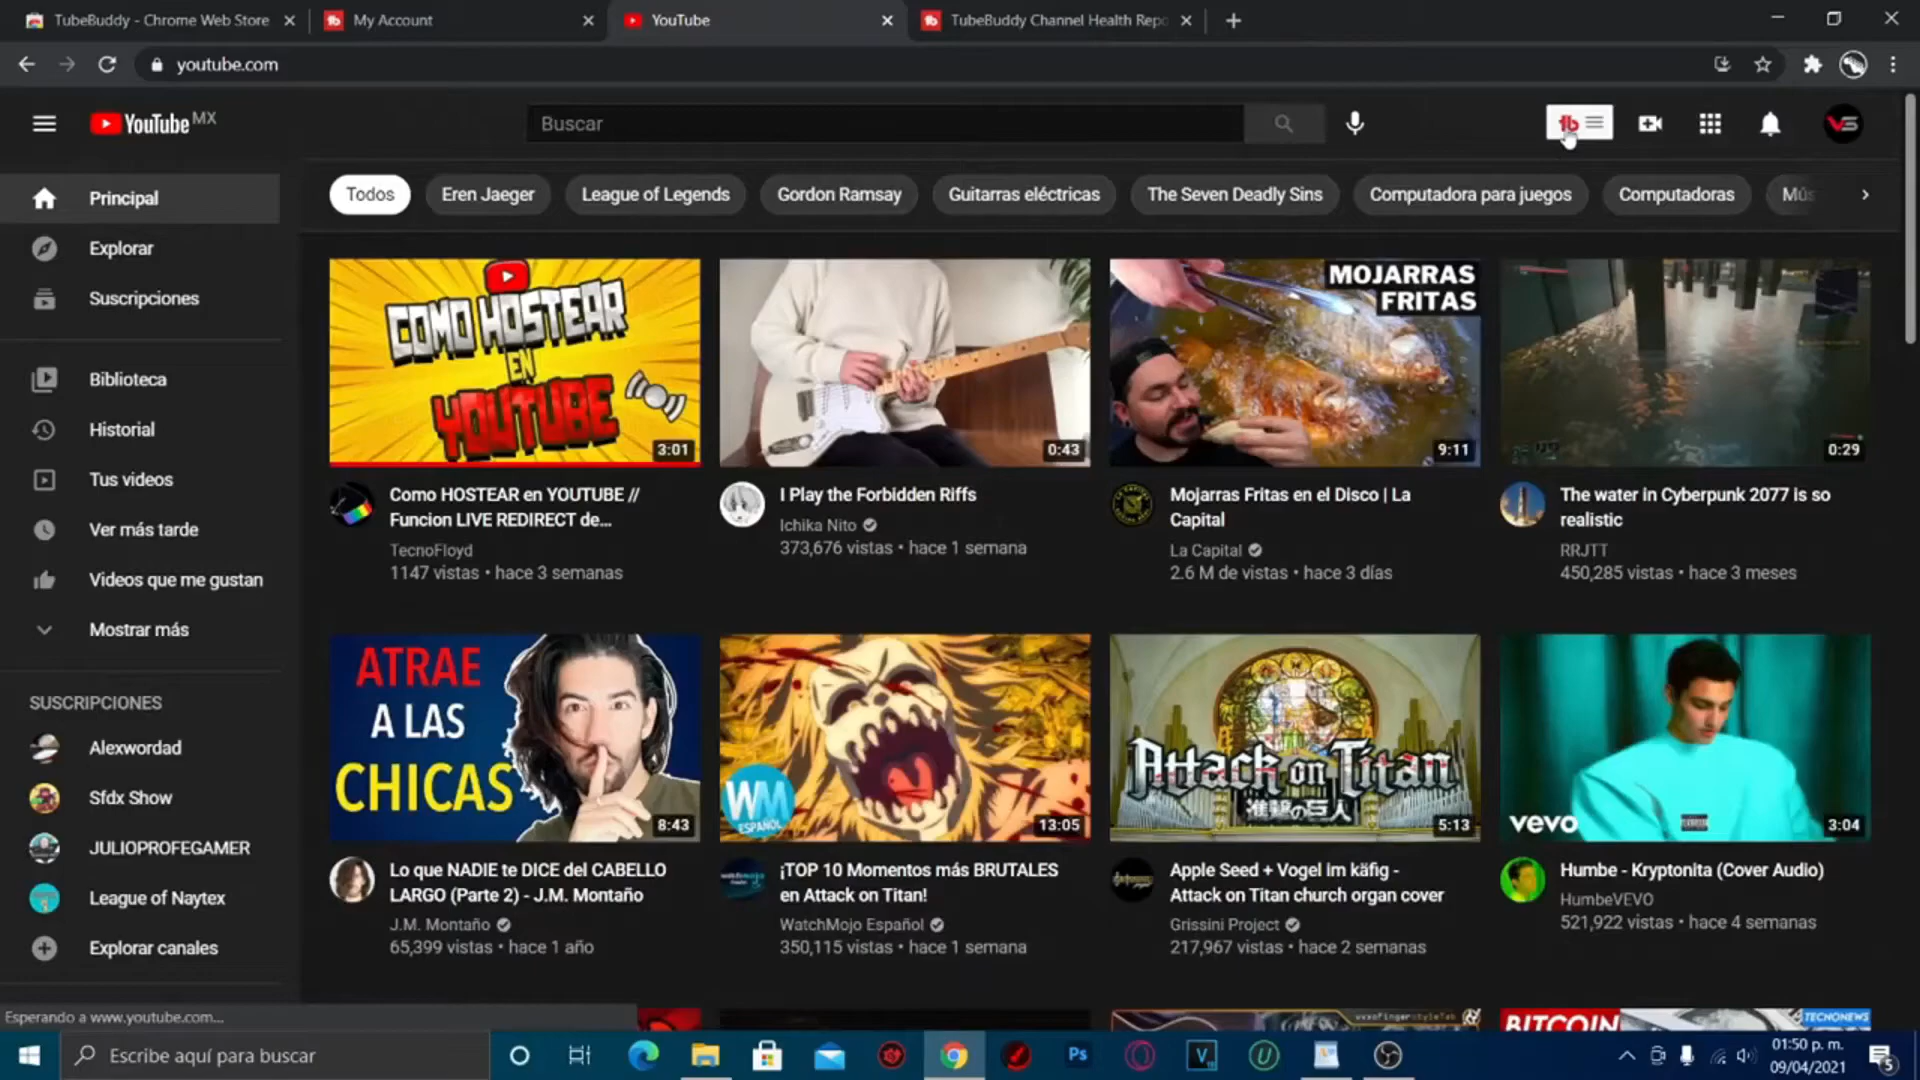 TubeBuddy - Chrome Web Store
My Account
YouTube
TubeBuddy Channel Health Repo
youtube.com
YouTube MX
Buscar
Todos
Eren Jaeger
League of Legends
Gordon Ramsay
Guitarras eléctricas
The Seven Deadly Sins
Computadora para juegos
Computadoras
Mús
Principal
Explorar
Suscripciones
Biblioteca
Historial
Tus videos
Ver más tarde
Videos que me gustan
Mostrar más
SUSCRIPCIONES
Alexwordad
Sfdx Show
JULIOPROFEGAMER
League of Naytex
Explorar canales
COMO HOSTEAR
EN
YOUTUBE
3:01
Como HOSTEAR en YOUTUBE //
Funcion LIVE REDIRECT de...
TecnoFloyd
1147 vistas • hace 3 semanas
0:43
I Play the Forbidden Riffs
Ichika Nito
373,676 vistas • hace 1 semana
MOJARRAS
FRITAS
9:11
Mojarras Fritas en el Disco | La
Capital
La Capital
2.6 M de vistas • hace 3 días
0:29
The water in Cyberpunk 2077 is so
realistic
RRJTT
450,285 vistas • hace 3 meses
ATRAE
A LAS
CHICAS
8:43
Lo que NADIE te DICE del CABELLO
LARGO (Parte 2) - J.M. Montaño
J.M. Montaño
65,399 vistas • hace 1 año
WM
ESPAÑOL
13:05
¡TOP 10 Momentos más BRUTALES
en Attack on Titan!
WatchMojo Español
350,115 vistas • hace 1 semana
Attack on Titan
進撃の巨人
5:13
Apple Seed + Vogel im käfig -
Attack on Titan church organ cover
Grissini Project
217,967 vistas • hace 2 semanas
vevo
3:04
Humbe - Kryptonita (Cover Audio)
HumbeVEVO
521,922 vistas • hace 4 semanas
BITCOIN
TECNONEWS
Esperando a www.youtube.com...
Escribe aquí para buscar
Ps
01:50 p. m.
09/04/2021
5